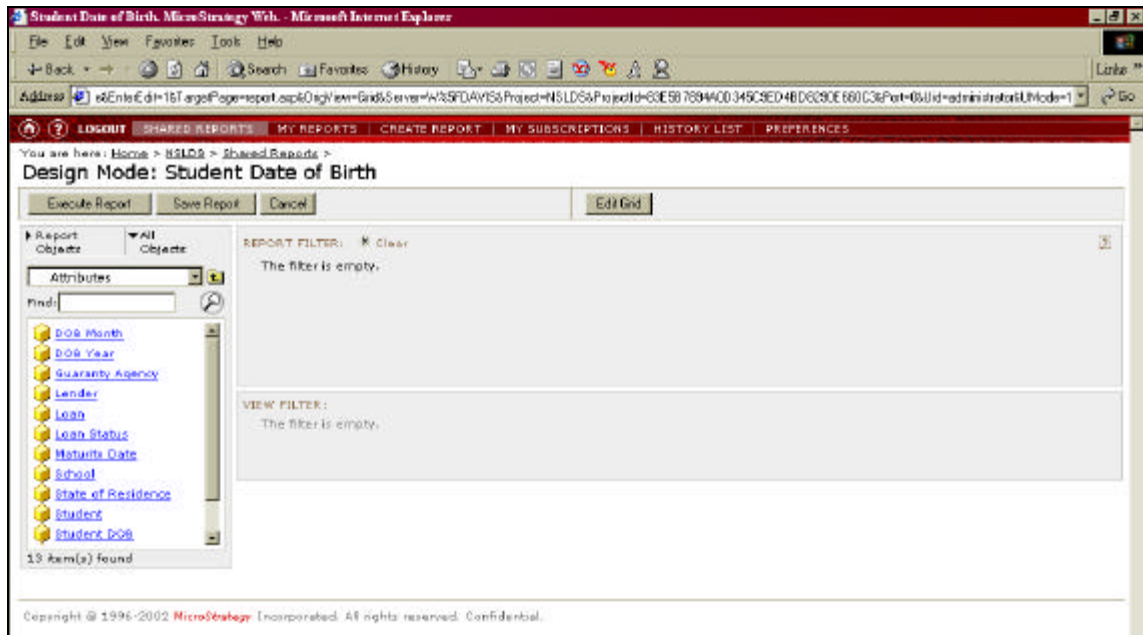 Student Date of Birth. MicroStrategy Web. - Microsoft Internet Explorer
File Edit View Favorites Tools Help
Back Search Favorites History Links »
Address Go
LOGOUT SHARED REPORTS MY REPORTS CREATE REPORT MY SUBSCRIPTIONS HISTORY LIST PREFERENCES
You are here: Home > NSLDS > Shared Reports >
Design Mode: Student Date of Birth
Execute Report Save Report Cancel Edit Grid
Report Objects All Objects
REPORT FILTER: Clear
The filter is empty.
Attributes
Find:
DOB Month
DOB Year
Guaranty Agency
Lender
Loan
Loan Status
Maturity Date
School
State of Residence
Student
Student DOB
13 item(s) found
VIEW FILTER:
The filter is empty.
Copyright @ 1996-2002 MicroStrategy Incorporated. All rights reserved. Confidential.